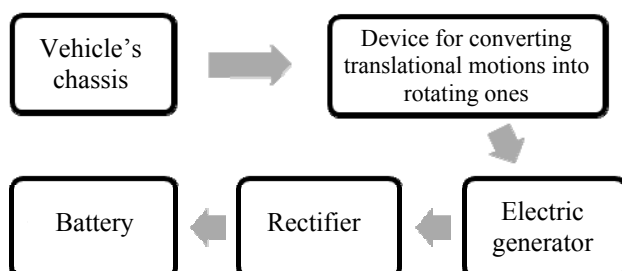 Vehicle’s
chassis
Device for converting
translational motions into
rotating ones
Battery
Rectifier
Electric
generator